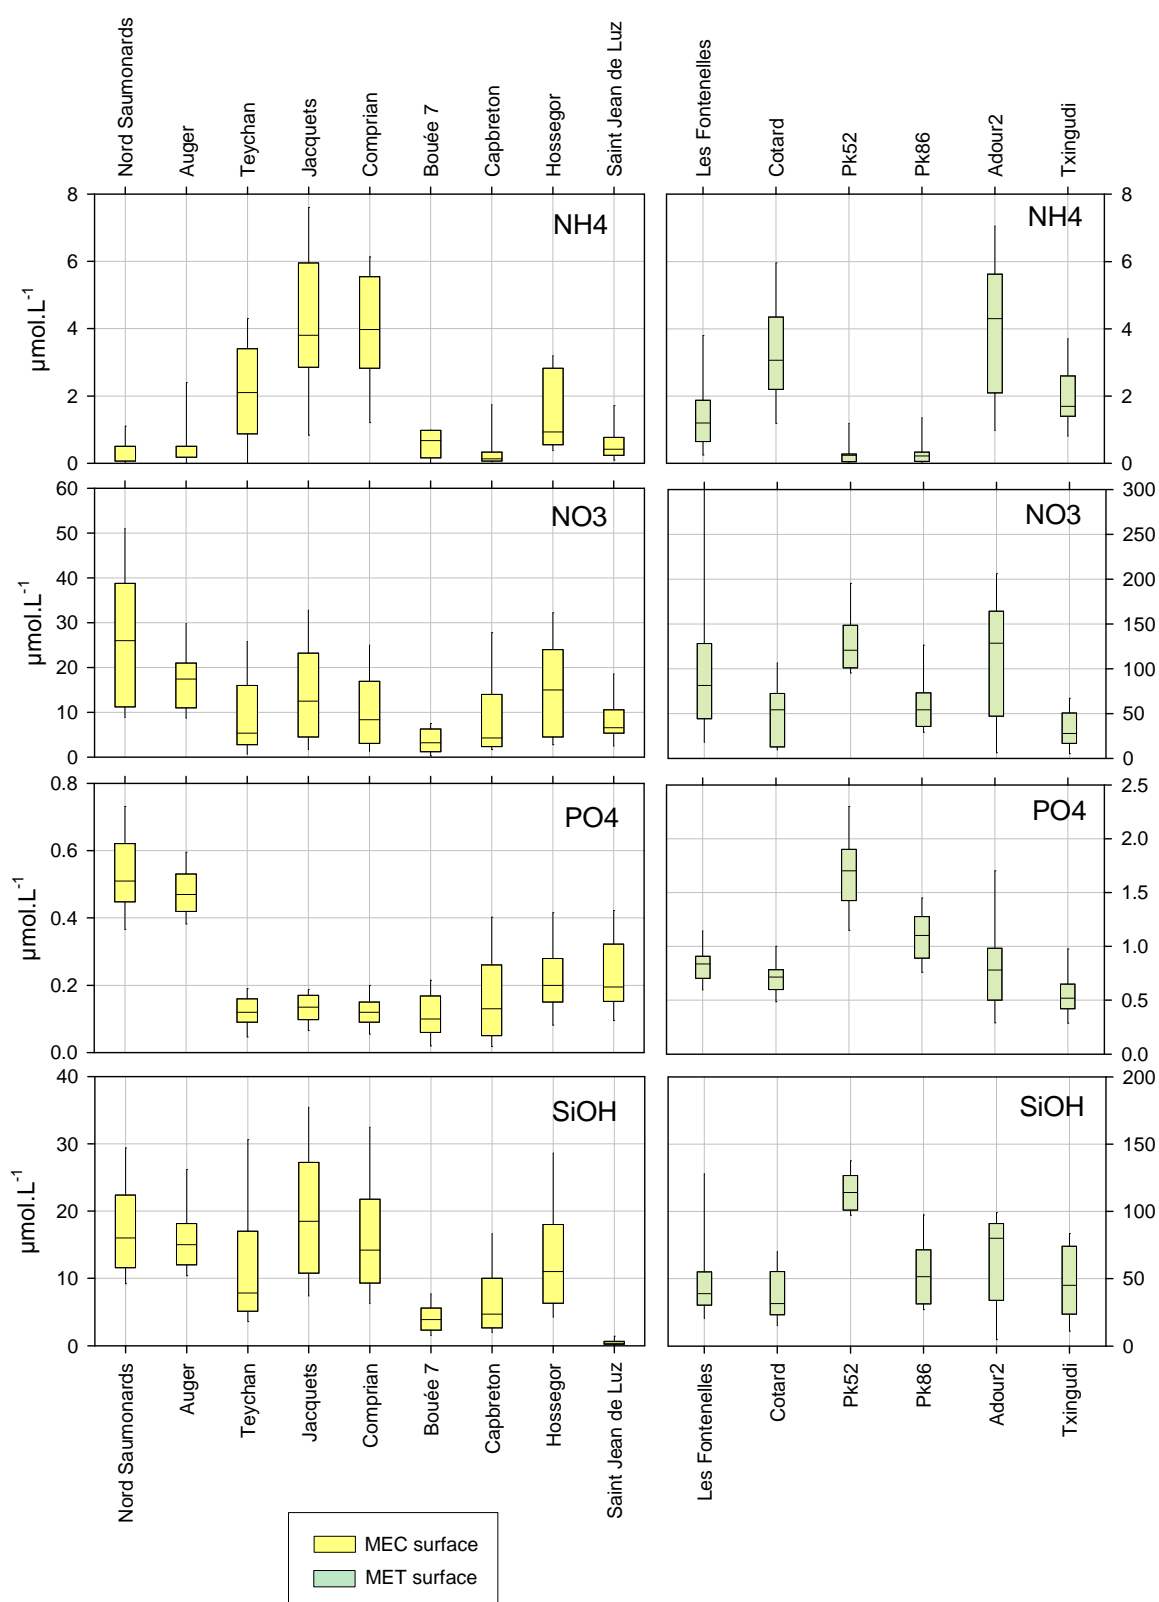 Nord Saumonards
Auger
Teychan
Jacquets
Comprian
Bouée 7
Capbreton
Hossegor
Saint Jean de Luz
Les Fontenelles
Cotard
Pk52
Pk86
Adour2
Txingudi
8
6
4
2
0
µmol.L⁻¹
NH4
NH4
8
6
4
2
0
60
50
40
30
20
10
0
µmol.L⁻¹
NO3
NO3
300
250
200
150
100
50
0
0.8
0.6
0.4
0.2
0.0
µmol.L⁻¹
PO4
PO4
2.5
2.0
1.5
1.0
0.5
0.0
40
30
20
10
0
µmol.L⁻¹
SiOH
SiOH
200
150
100
50
0
Nord Saumonards
Auger
Teychan
Jacquets
Comprian
Bouée 7
Capbreton
Hossegor
Saint Jean de Luz
Les Fontenelles
Cotard
Pk52
Pk86
Adour2
Txingudi
MEC surface
MET surface